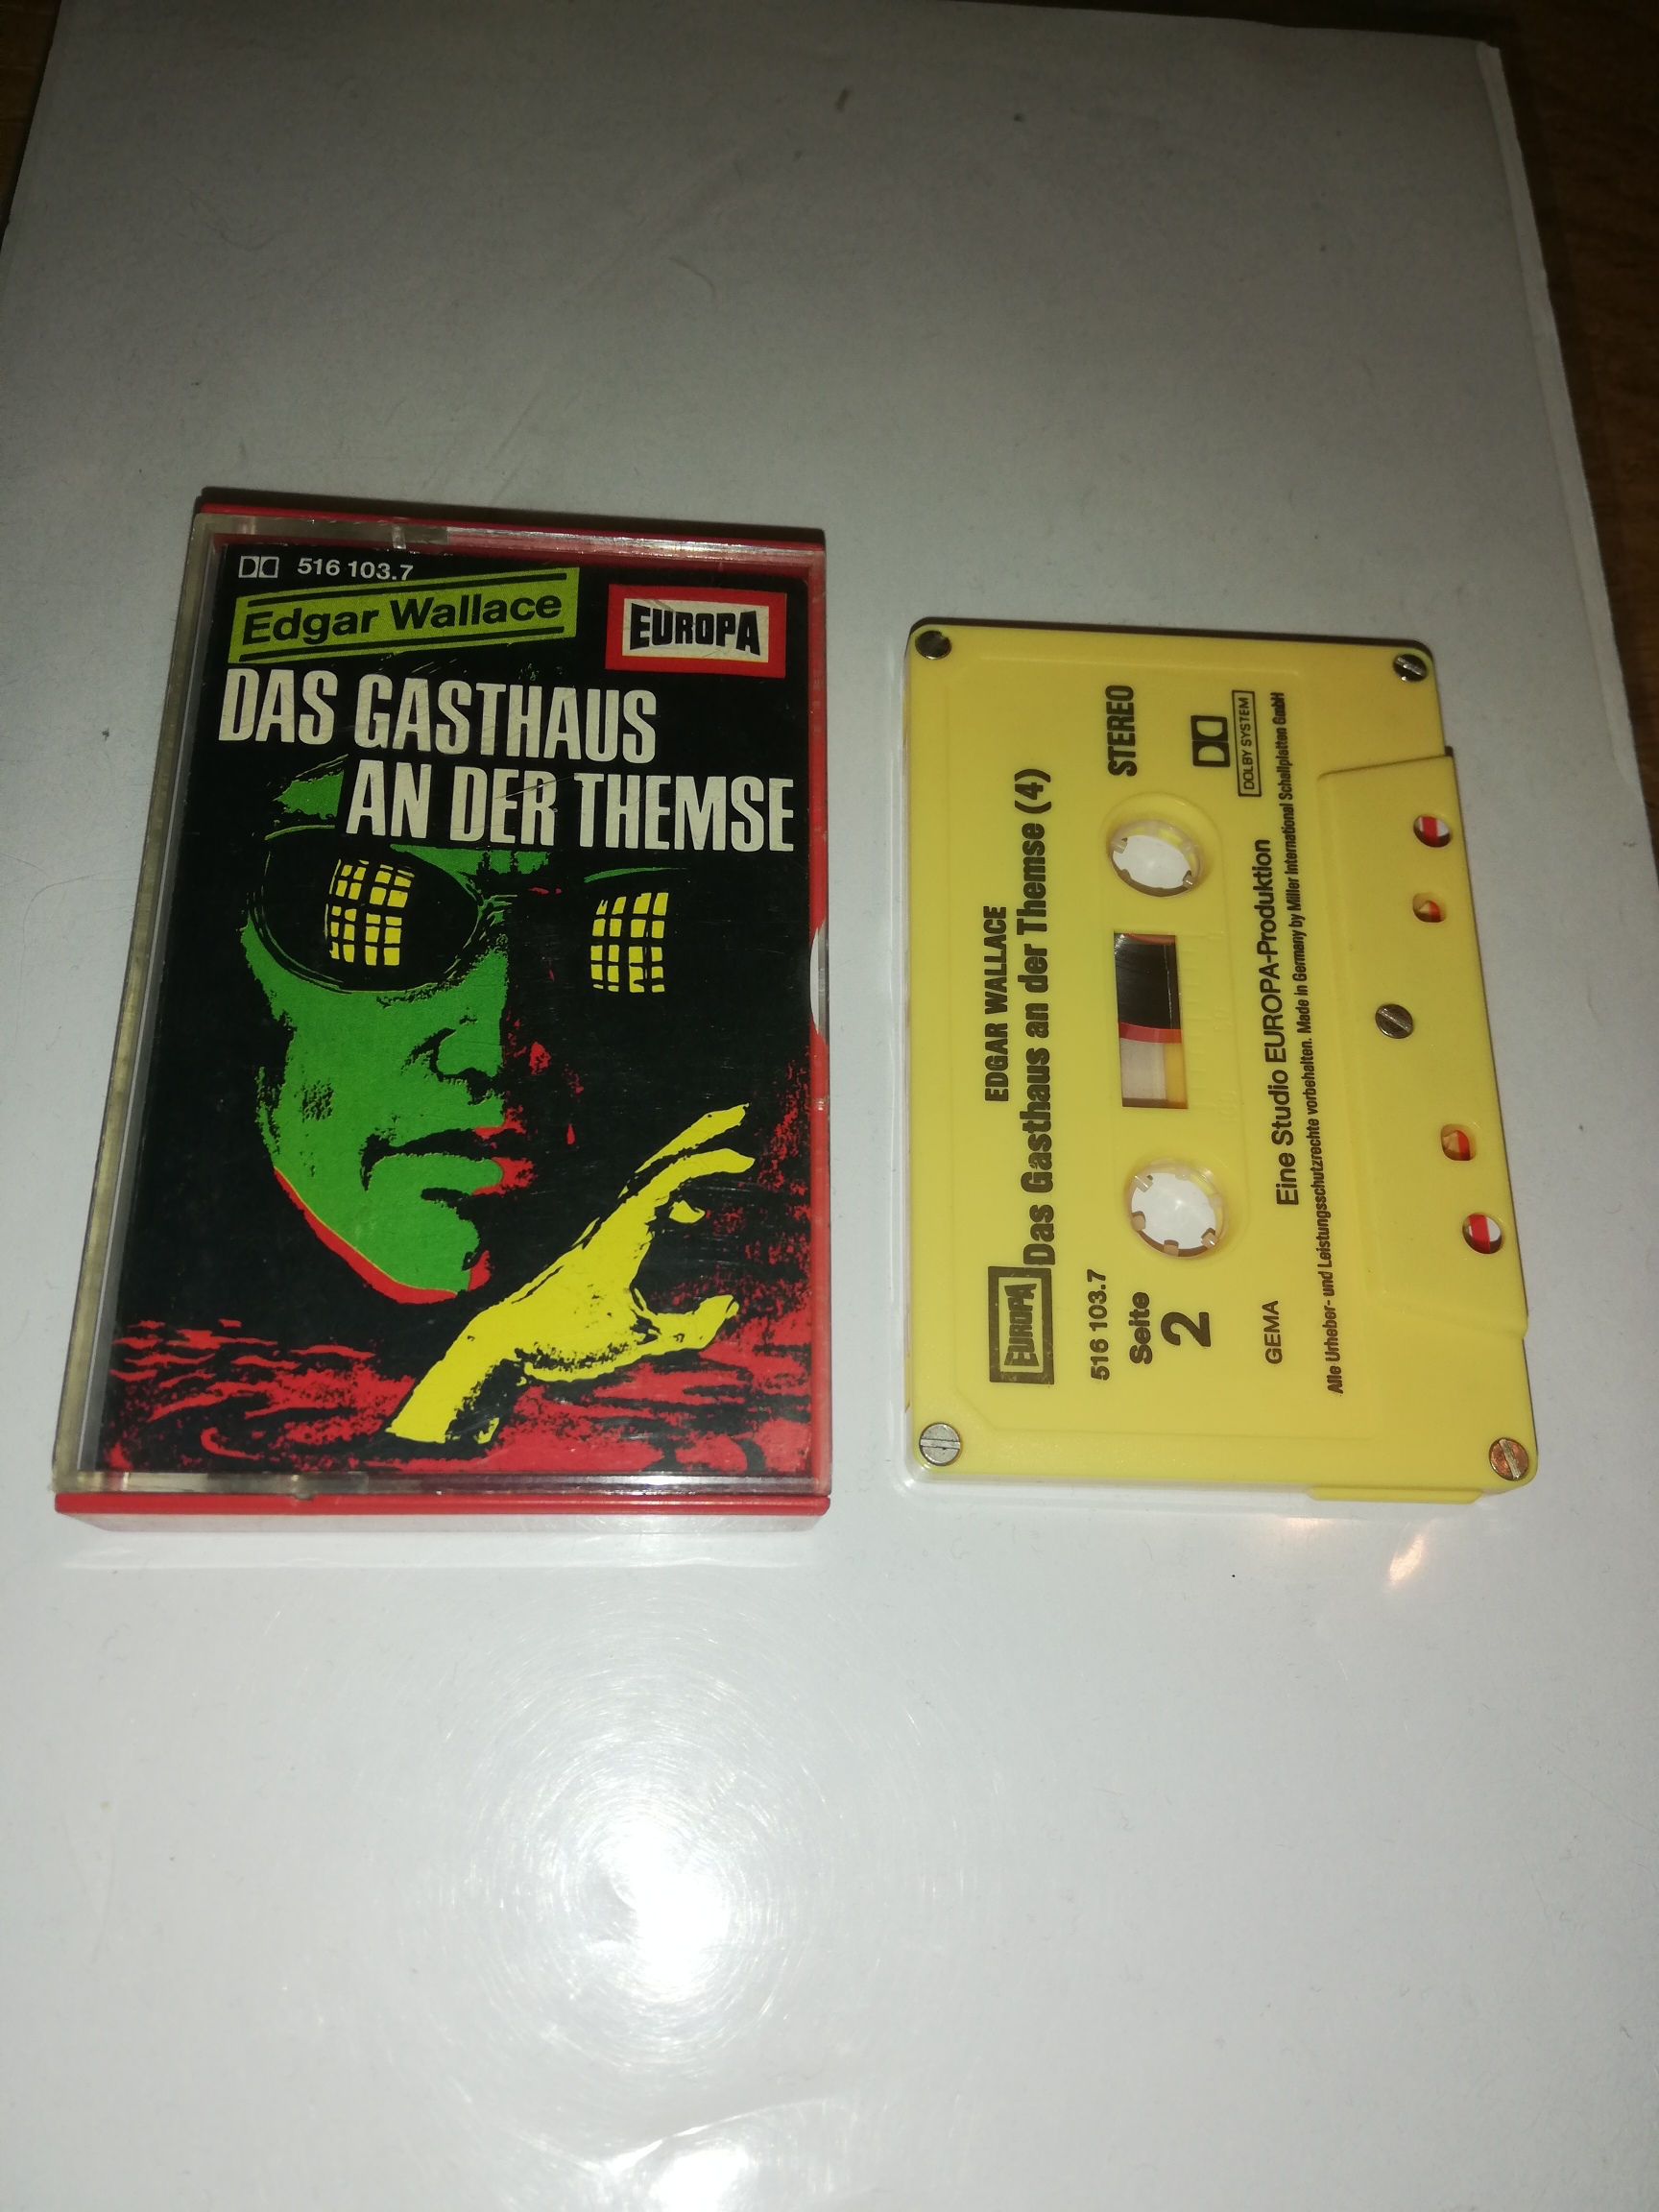 516 103.7
Edgar Wallace
EUROPA
DAS GASTHAUS
AN DER THEMSE
EDGAR WALLACE
EUROPA
Das Gasthaus an der Themse (4)
516 103.7
STEREO
Seite
2
DOLBY SYSTEM
GEMA
Eine Studio EUROPA-Produktion
Alle Urheber- und Leistungsschutzrechte vorbehalten. Made in Germany by Miller International Schallplatten GmbH